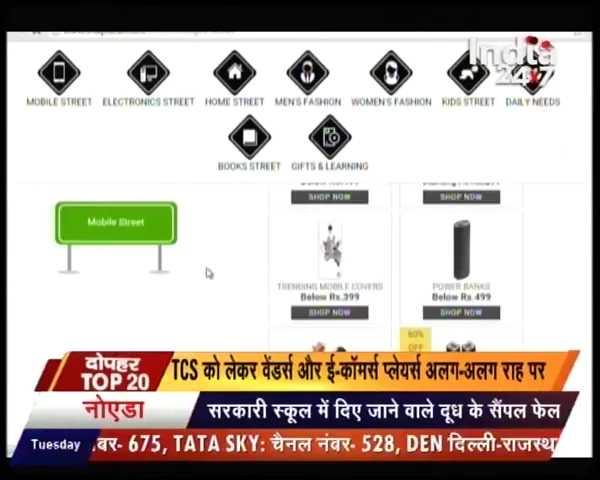 India
24x7
MOBILE STREET ELECTRONICS STREET HOME STREET MEN'S FASHION WOMEN'S FASHION KIDS STREET DAILY NEEDS
BOOKS STREET GIFTS & LEARNING
SHOP NOW SHOP NOW
Mobile Street
TRENDING MOBILE COVERS POWER BANKS
Below Rs.399 Below Rs.499
SHOP NOW SHOP NOW
60%
OFF
दोपहर
TOP 20
TCS को लेकर वेंडर्स और ई-कॉमर्स प्लेयर्स अलग-अलग राह पर
नोएडा
सरकारी स्कूल में दिए जाने वाले दूध के सैंपल फेल
Tuesday
नंबर- 675, TATA SKY: चैनल नंबर- 528, DEN दिल्ली-राजस्थ